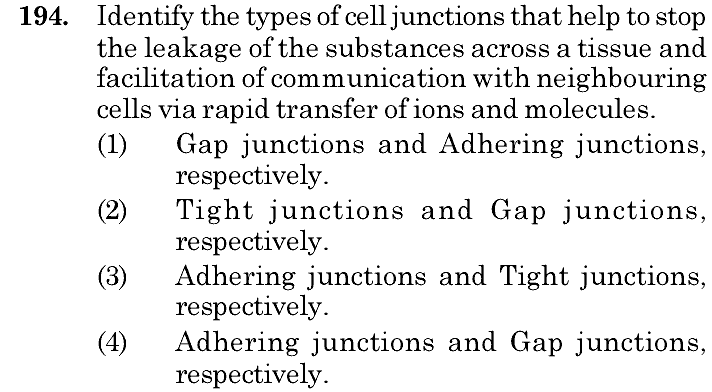 194. Identify the types of cell junctions that help to stop
the leakage of the substances across a tissue and
facilitation of communication with neighbouring
cells via rapid transfer of ions and molecules.
(1) Gap junctions and Adhering junctions,
respectively.
(2) Tight junctions and Gap junctions,
respectively.
(3) Adhering junctions and Tight junctions,
respectively.
(4) Adhering junctions and Gap junctions,
respectively.